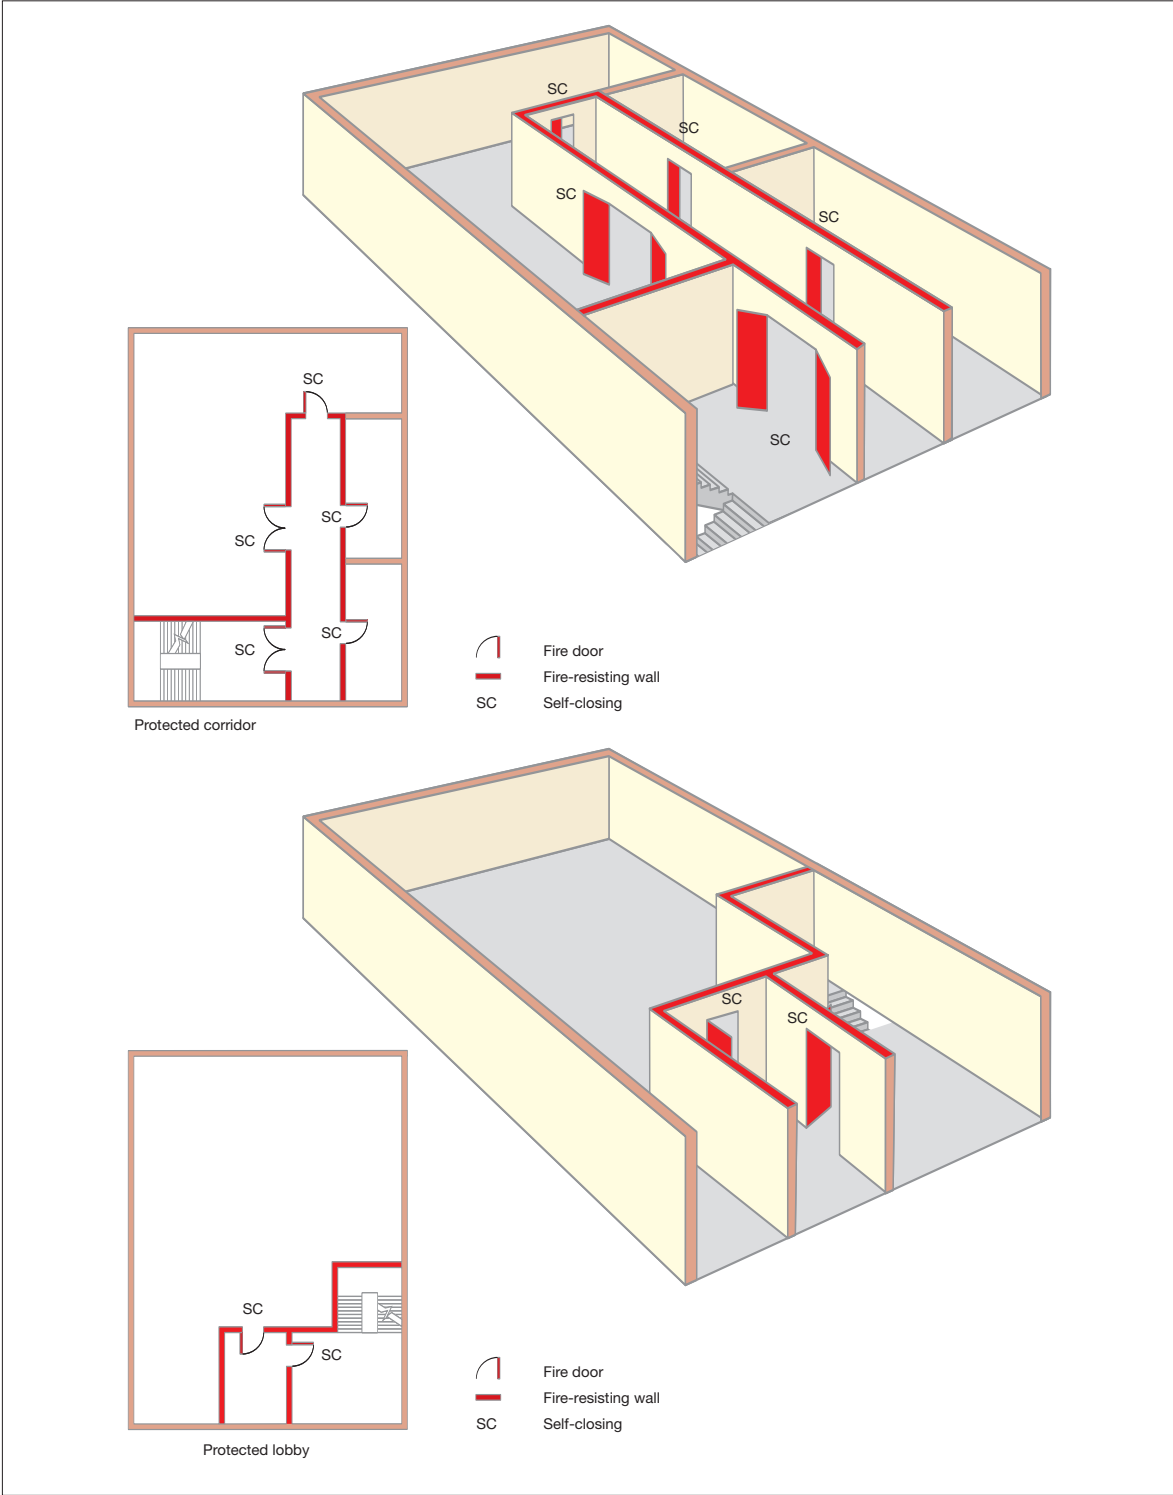 SC
SC
SC
SC
SC
SC
SC
SC
SC
SC
Fire door
Fire-resisting wall
SC Self-closing
Protected corridor
SC
SC
SC
SC
Fire door
Fire-resisting wall
SC Self-closing
Protected lobby